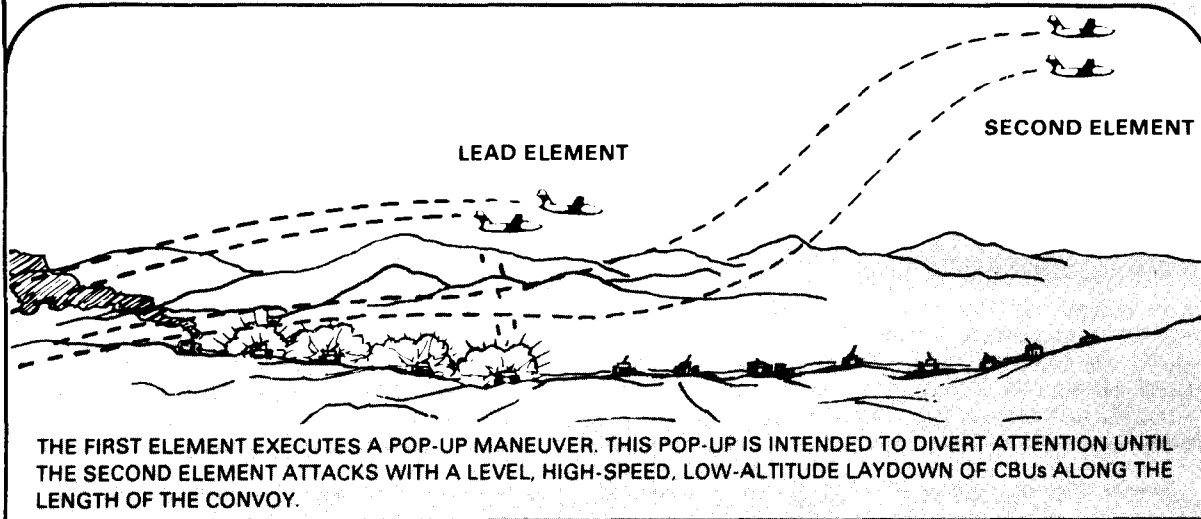 SECOND ELEMENT
LEAD ELEMENT
THE FIRST ELEMENT EXECUTES A POP-UP MANEUVER. THIS POP-UP IS INTENDED TO DIVERT ATTENTION UNTIL
THE SECOND ELEMENT ATTACKS WITH A LEVEL, HIGH-SPEED, LOW-ALTITUDE LAYDOWN OF CBUs ALONG THE
LENGTH OF THE CONVOY.